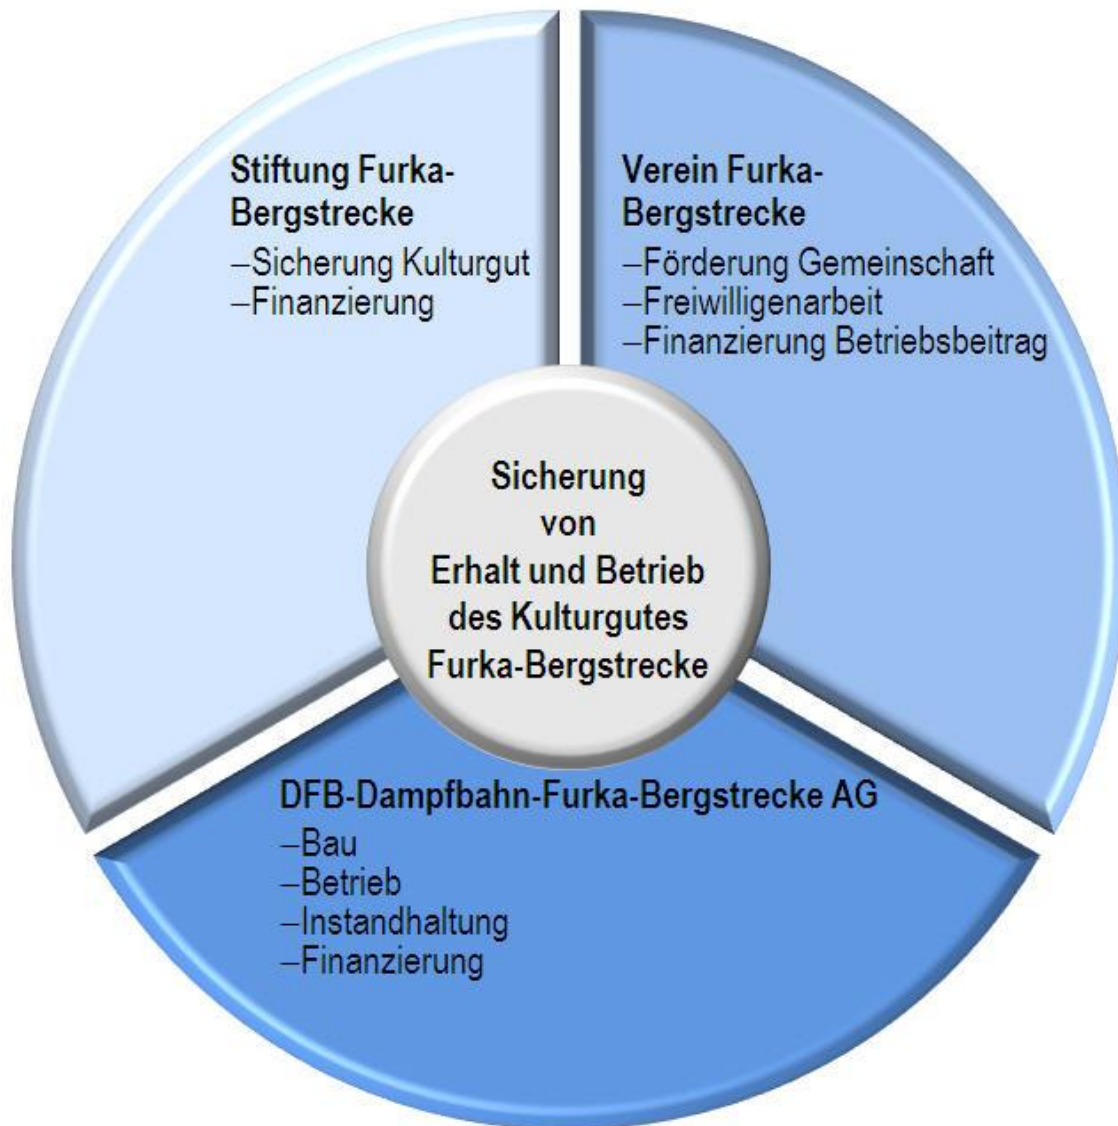 Stiftung Furka-
Bergstrecke
–Sicherung Kulturgut
–Finanzierung
Verein Furka-
Bergstrecke
–Förderung Gemeinschaft
–Freiwilligenarbeit
–Finanzierung Betriebsbeitrag
Sicherung
von
Erhalt und Betrieb
des Kulturgutes
Furka-Bergstrecke
DFB-Dampfbahn-Furka-Bergstrecke AG
–Bau
–Betrieb
–Instandhaltung
–Finanzierung